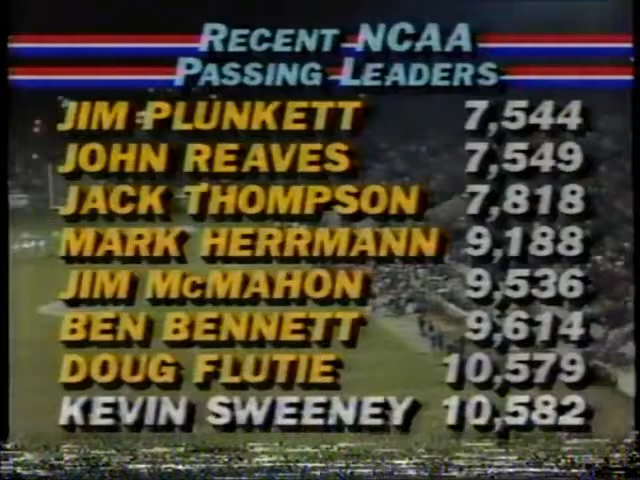 RECENT NCAA
PASSING LEADERS
JIM PLUNKETT 7,544
JOHN REAVES 7,549
JACK THOMPSON 7,818
MARK HERRMANN 9,188
JIM McMAHON 9,536
BEN BENNETT 9,614
DOUG FLUTIE 10,579
KEVIN SWEENEY 10,582